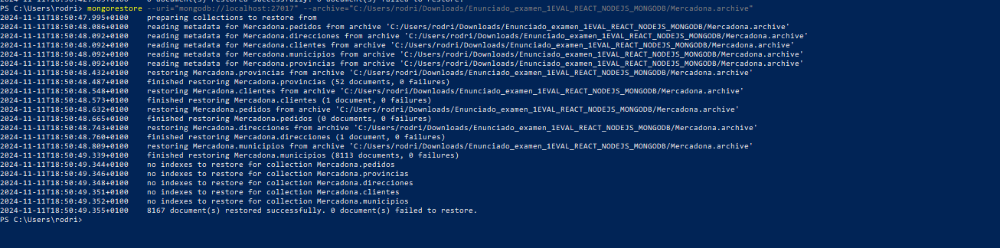 PS C:\Users\rodri> mongorestore --uri="mongodb://localhost:27017" --archive="C:/Users/rodri/Downloads/Enunciado_examen_1EVAL_REACT_NODEJS_MONGODB/Mercadona.archive"
2024-11-11T18:50:47.995+0100    preparing collections to restore from
2024-11-11T18:50:48.086+0100    reading metadata for Mercadona.pedidos from archive 'C:/Users/rodri/Downloads/Enunciado_examen_1EVAL_REACT_NODEJS_MONGODB/Mercadona.archive'
2024-11-11T18:50:48.092+0100    reading metadata for Mercadona.direcciones from archive 'C:/Users/rodri/Downloads/Enunciado_examen_1EVAL_REACT_NODEJS_MONGODB/Mercadona.archive'
2024-11-11T18:50:48.092+0100    reading metadata for Mercadona.clientes from archive 'C:/Users/rodri/Downloads/Enunciado_examen_1EVAL_REACT_NODEJS_MONGODB/Mercadona.archive'
2024-11-11T18:50:48.092+0100    reading metadata for Mercadona.municipios from archive 'C:/Users/rodri/Downloads/Enunciado_examen_1EVAL_REACT_NODEJS_MONGODB/Mercadona.archive'
2024-11-11T18:50:48.092+0100    reading metadata for Mercadona.provincias from archive 'C:/Users/rodri/Downloads/Enunciado_examen_1EVAL_REACT_NODEJS_MONGODB/Mercadona.archive'
2024-11-11T18:50:48.432+0100    restoring Mercadona.provincias from archive 'C:/Users/rodri/Downloads/Enunciado_examen_1EVAL_REACT_NODEJS_MONGODB/Mercadona.archive'
2024-11-11T18:50:48.487+0100    finished restoring Mercadona.provincias (52 documents, 0 failures)
2024-11-11T18:50:48.548+0100    restoring Mercadona.clientes from archive 'C:/Users/rodri/Downloads/Enunciado_examen_1EVAL_REACT_NODEJS_MONGODB/Mercadona.archive'
2024-11-11T18:50:48.573+0100    finished restoring Mercadona.clientes (1 document, 0 failures)
2024-11-11T18:50:48.632+0100    restoring Mercadona.pedidos from archive 'C:/Users/rodri/Downloads/Enunciado_examen_1EVAL_REACT_NODEJS_MONGODB/Mercadona.archive'
2024-11-11T18:50:48.665+0100    finished restoring Mercadona.pedidos (0 documents, 0 failures)
2024-11-11T18:50:48.743+0100    restoring Mercadona.direcciones from archive 'C:/Users/rodri/Downloads/Enunciado_examen_1EVAL_REACT_NODEJS_MONGODB/Mercadona.archive'
2024-11-11T18:50:48.760+0100    finished restoring Mercadona.direcciones (1 document, 0 failures)
2024-11-11T18:50:48.809+0100    restoring Mercadona.municipios from archive 'C:/Users/rodri/Downloads/Enunciado_examen_1EVAL_REACT_NODEJS_MONGODB/Mercadona.archive'
2024-11-11T18:50:49.339+0100    finished restoring Mercadona.municipios (8113 documents, 0 failures)
2024-11-11T18:50:49.344+0100    no indexes to restore for collection Mercadona.pedidos
2024-11-11T18:50:49.346+0100    no indexes to restore for collection Mercadona.provincias
2024-11-11T18:50:49.348+0100    no indexes to restore for collection Mercadona.direcciones
2024-11-11T18:50:49.351+0100    no indexes to restore for collection Mercadona.clientes
2024-11-11T18:50:49.352+0100    no indexes to restore for collection Mercadona.municipios
2024-11-11T18:50:49.355+0100    8167 document(s) restored successfully. 0 document(s) failed to restore.
PS C:\Users\rodri>